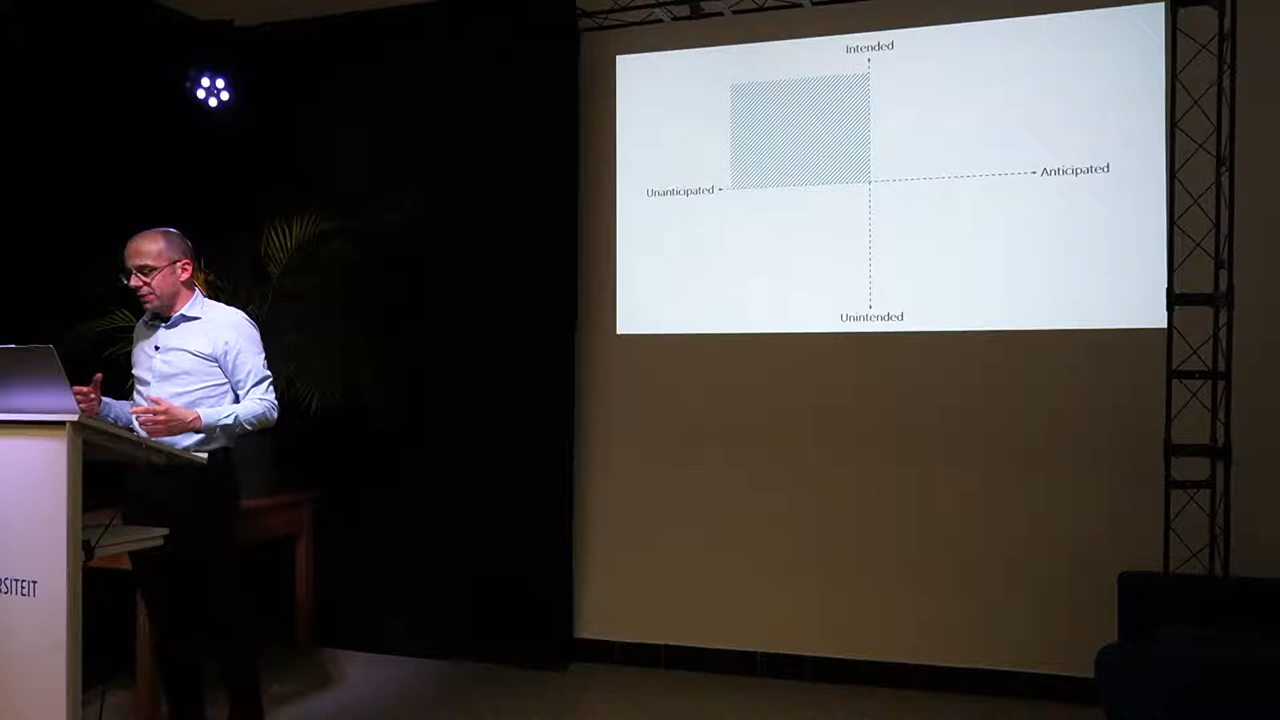 Intended
Unanticipated
Anticipated
Unintended
RSITEIT